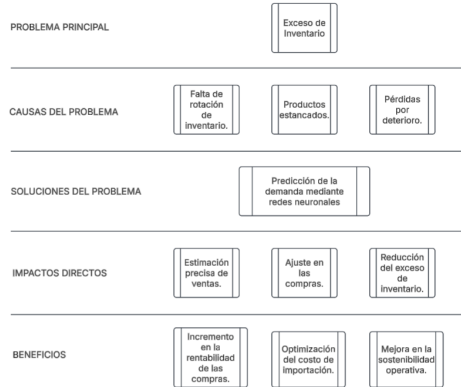 PROBLEMA PRINCIPAL
Exceso de
Inventario
CAUSAS DEL PROBLEMA
Falta de
rotación
de
inventario.
Productos
estancados.
Pérdidas
por
deterioro.
SOLUCIONES DEL PROBLEMA
Predicción de la
demanda mediante
redes neuronales
IMPACTOS DIRECTOS
Estimación
precisa de
ventas.
Ajuste en
las
compras.
Reducción
del exceso
de
inventario.
BENEFICIOS
Incremento
en la
rentabilidad
de las
compras.
Optimización
del costo de
importación.
Mejora en la
sostenibilidad
operativa.